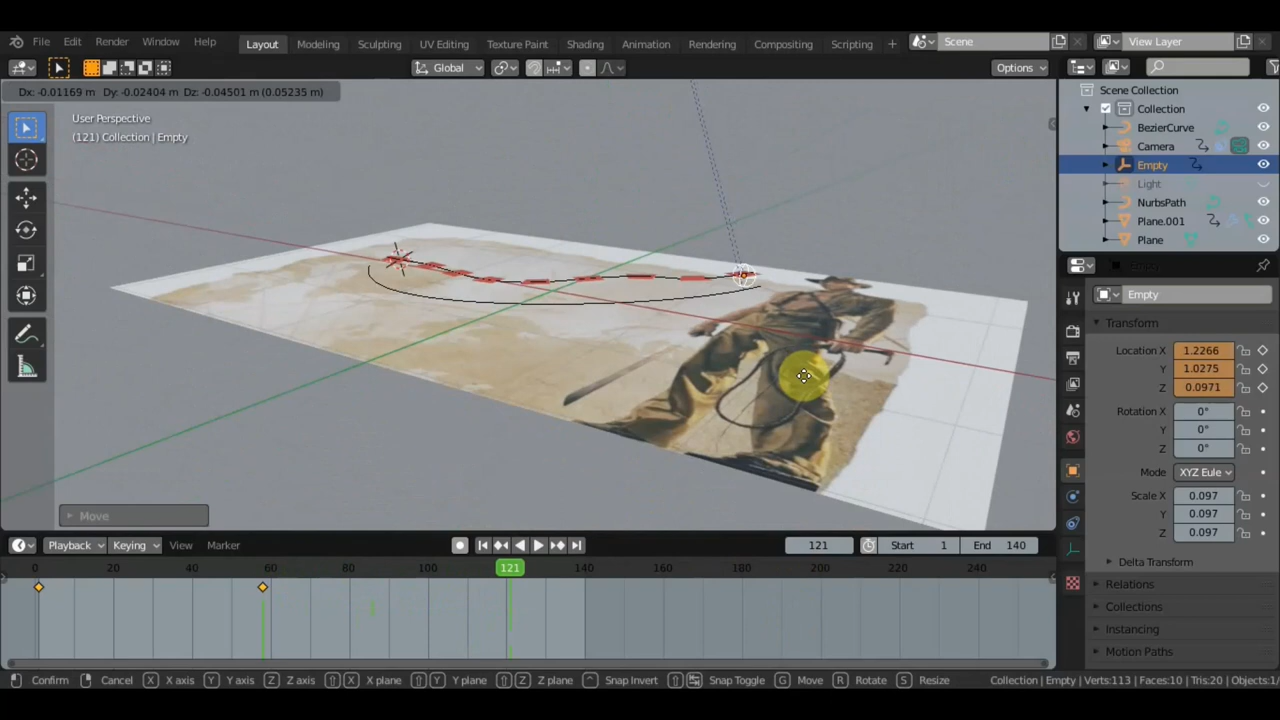 File Edit Render Window Help Layout Modeling Sculpting UV Editing Texture Paint Shading Animation Rendering Compositing Scripting + Scene View Layer
Global Options
Dx: -0.01169 m Dy: -0.02404 m Dz: -0.04501 m (0.05235 m)
User Perspective
(121) Collection | Empty
Move
Scene Collection
Collection
BezierCurve
Camera
Empty
Light
NurbsPath
Plane.001
Plane
Empty
Empty
Transform
Location X 1.2266
Y 1.0275
Z 0.0971
Rotation X 0°
Y 0°
Z 0°
Mode XYZ Eule
Scale X 0.097
Y 0.097
Z 0.097
Delta Transform
Relations
Collections
Instancing
Motion Paths
Playback Keying View Marker 121 Start 1 End 140
0 20 60 80 100 121 140 160 180 200 220 240
Confirm Cancel X X axis Y Y axis Z Z axis X X plane Y Y plane Z Z plane Snap Invert Snap Toggle G Move R Rotate S Resize Collection | Empty | Verts:113 | Faces:10 | Tris:20 | Objects:1/